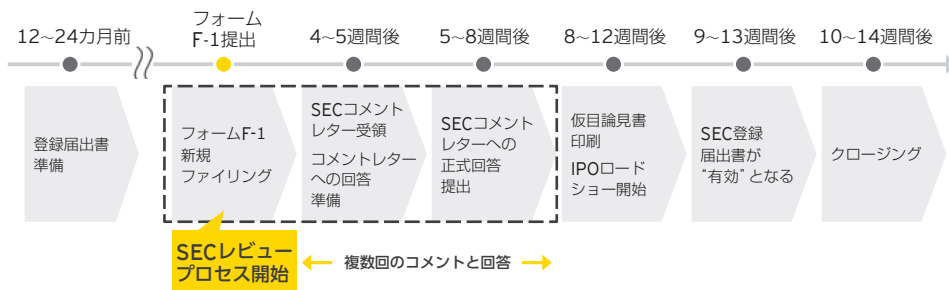 12~24カ月前
フォーム
F-1提出
4~5週間後
5~8週間後
8~12週間後
9~13週間後
10~14週間後
登録届出書
準備
フォームF-1
新規
ファイリング
SECコメント
レター受領
コメントレター
への回答
準備
SECコメント
レターへの
正式回答
提出
仮目論見書
印刷
IPOロード
ショー開始
SEC登録
届出書が
"有効" となる
クロージング
SECレビュー
プロセス開始
複数回のコメントと回答